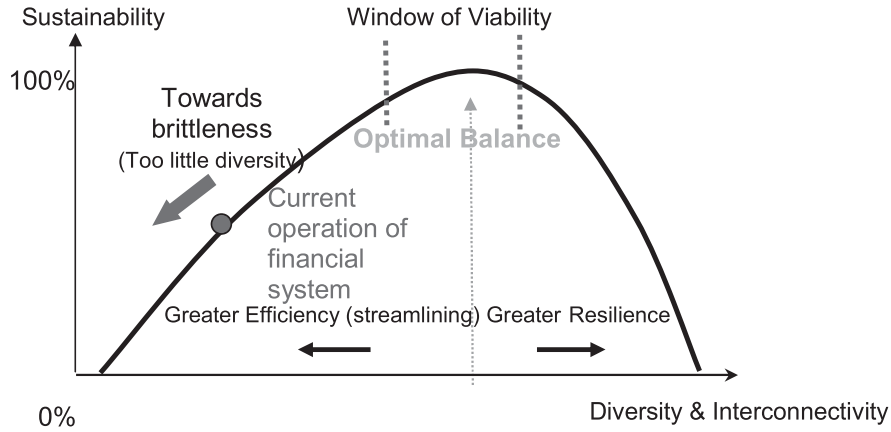 Sustainability
Window of Viability
100%
Towards
brittleness
(Too little diversity)
Optimal Balance
Current
operation of
financial
system
Greater Efficiency (streamlining) Greater Resilience
0%
Diversity & Interconnectivity